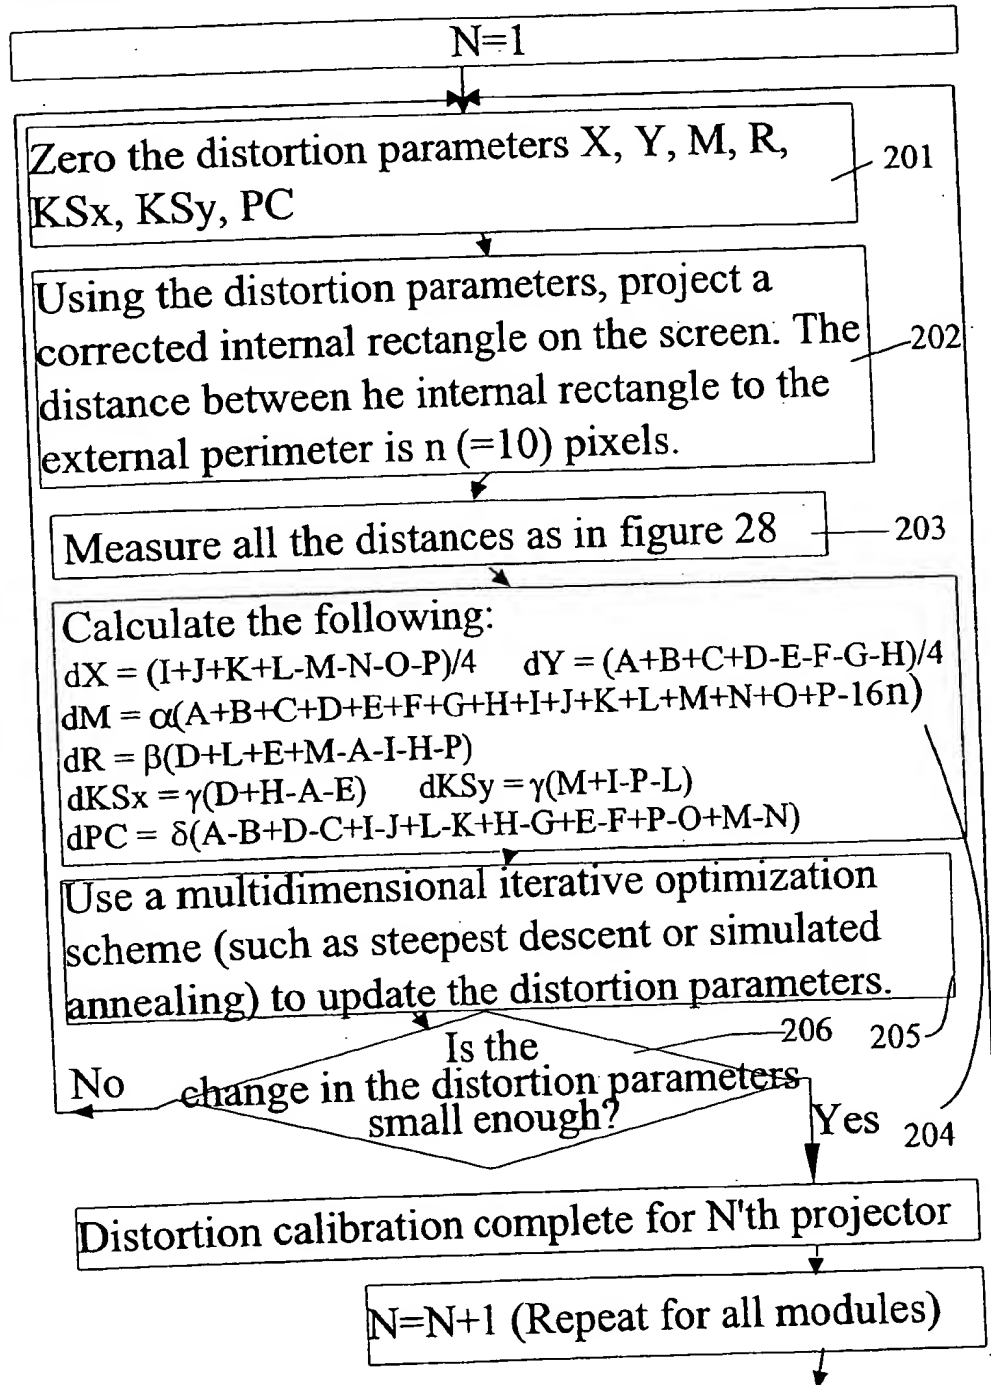 N=1
Zero the distortion parameters X, Y, M, R,
KSx, KSy, PC
201
Using the distortion parameters, project a
corrected internal rectangle on the screen. The
distance between he internal rectangle to the
external perimeter is n (=10) pixels.
202
Measure all the distances as in figure 28
203
Calculate the following:
dX = (I+J+K+L-M-N-O-P)/4 dY = (A+B+C+D-E-F-G-H)/4
dM = α(A+B+C+D+E+F+G+H+I+J+K+L+M+N+O+P-16n)
dR = β(D+L+E+M-A-I-H-P)
dKSx = γ(D+H-A-E) dKSy = γ(M+I-P-L)
dPC = δ(A-B+D-C+I-J+L-K+H-G+E-F+P-O+M-N)
Use a multidimensional iterative optimization
scheme (such as steepest descent or simulated
annealing) to update the distortion parameters.
206
205
Is the
change in the distortion parameters
small enough?
No
Yes
204
Distortion calibration complete for N'th projector
N=N+1 (Repeat for all modules)